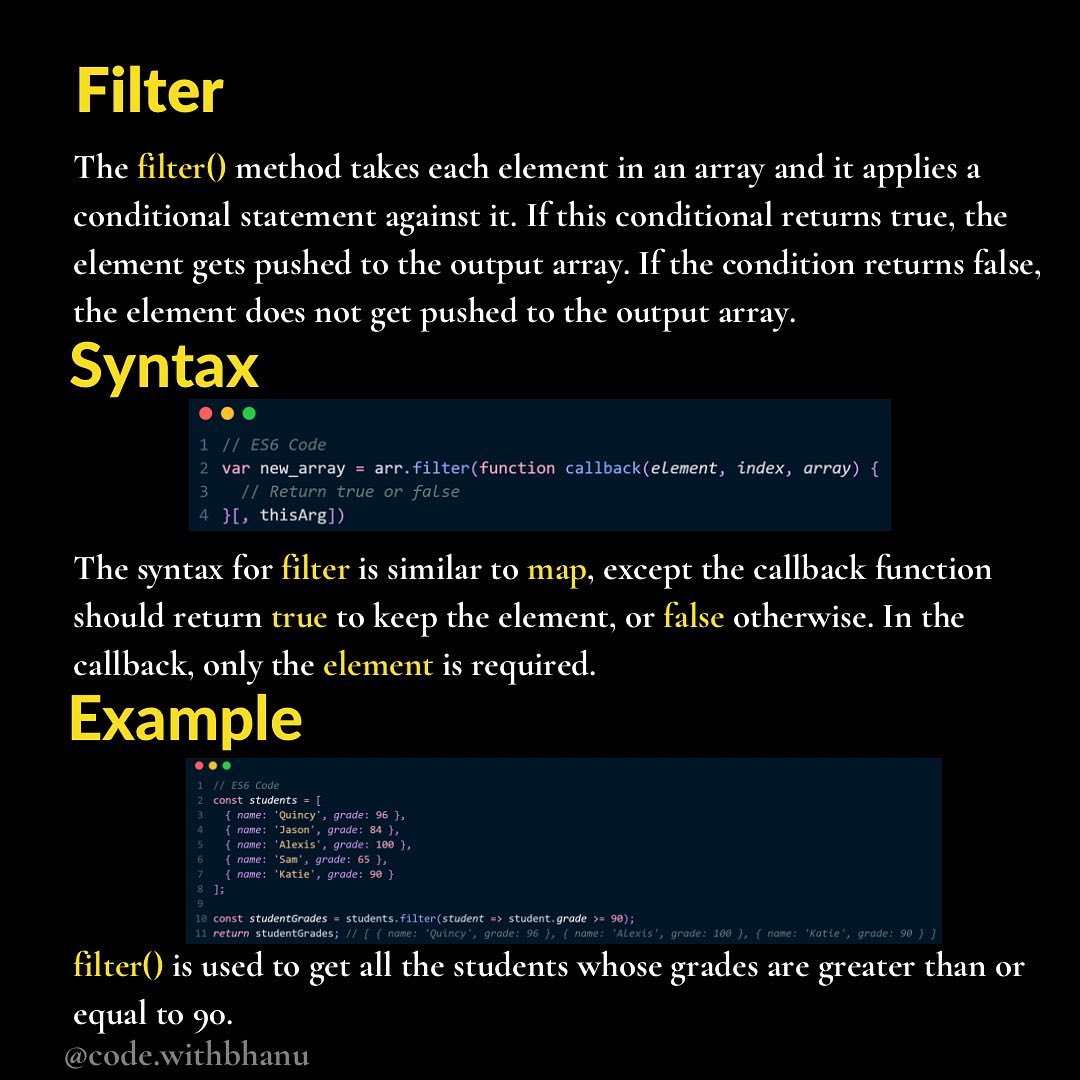 Filter
The filter() method takes each element in an array and it applies a
conditional statement against it. If this conditional returns true, the
element gets pushed to the output array. If the condition returns false,
the element does not get pushed to the output array.
Syntax
1 // ES6 Code
2 var new_array = arr.filter(function callback(element, index, array) {
3   // Return true or false
4 }[, thisArg])
The syntax for filter is similar to map, except the callback function
should return true to keep the element, or false otherwise. In the
callback, only the element is required.
Example
1 // ES6 Code
2 const students = [
3   { name: 'Quincy', grade: 96 },
4   { name: 'Jason', grade: 84 },
5   { name: 'Alexis', grade: 100 },
6   { name: 'Sam', grade: 65 },
7   { name: 'Katie', grade: 90 }
8 ];
9
10 const studentGrades = students.filter(student => student.grade >= 90);
11 return studentGrades; // [ { name: 'Quincy', grade: 96 }, { name: 'Alexis', grade: 100 }, { name: 'Katie', grade: 90 } ]
filter() is used to get all the students whose grades are greater than or
equal to 90.
@code.withbhanu